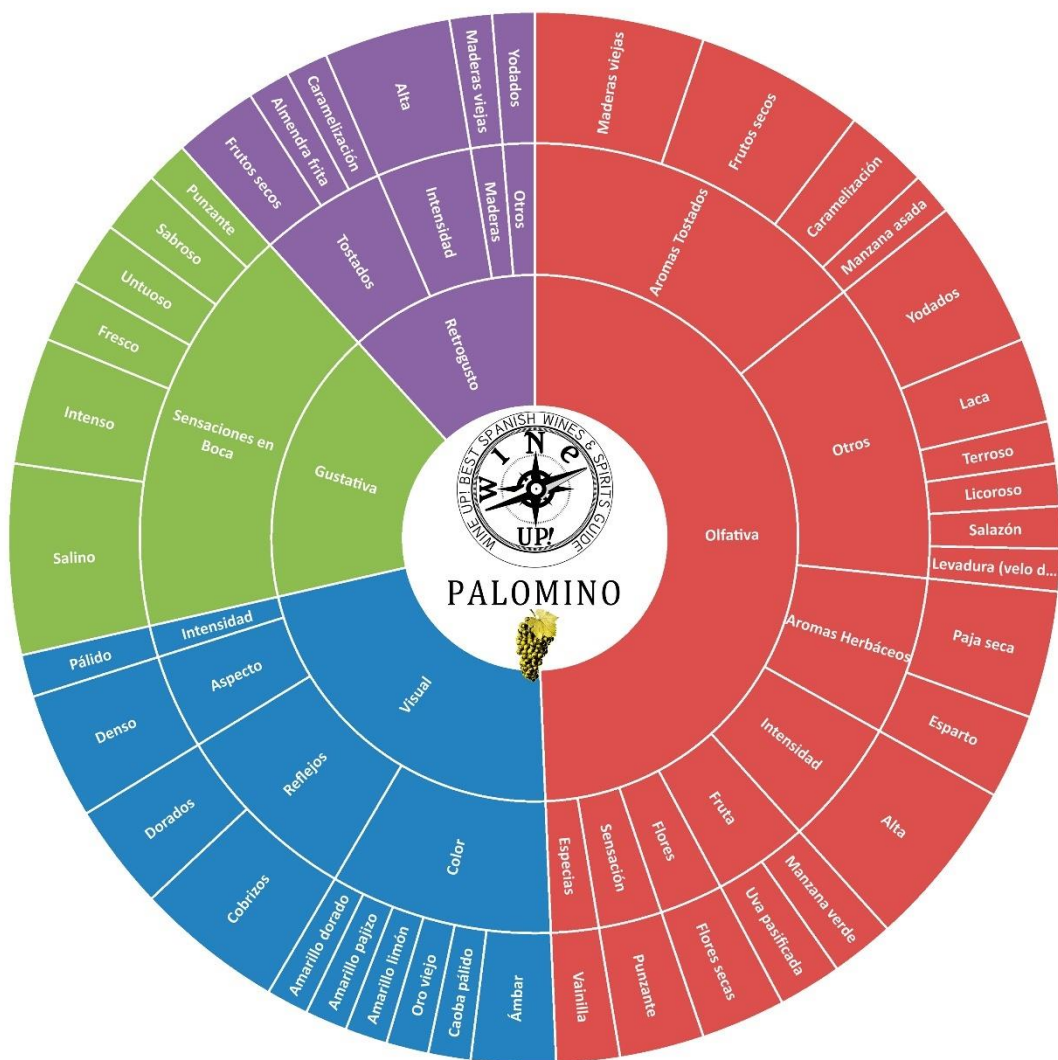 WINE UP! BEST SPANISH WINES & SPIRITS GUIDE
WINe
UP!
PALOMINO
Olfativa
Aromas Tostados
Maderas viejas
Frutos secos
Caramelización
Manzana asada
Otros
Yodados
Laca
Terroso
Licoroso
Salazón
Levadura (velo d...
Aromas Herbáceos
Paja seca
Esparto
Intensidad
Alta
Fruta
Manzana verde
Uva pasificada
Flores
Flores secas
Sensación
Punzante
Especias
Vainilla
Visual
Color
Ámbar
Caoba pálido
Oro viejo
Amarillo limón
Amarillo pajizo
Amarillo dorado
Reflejos
Cobrizos
Dorados
Aspecto
Denso
Intensidad
Pálido
Gustativa
Sensaciones en
Boca
Salino
Intenso
Fresco
Untuoso
Sabroso
Punzante
Retrogusto
Tostados
Frutos secos
Almendra frita
Caramelización
Intensidad
Alta
Maderas
Maderas viejas
Otros
Yodados